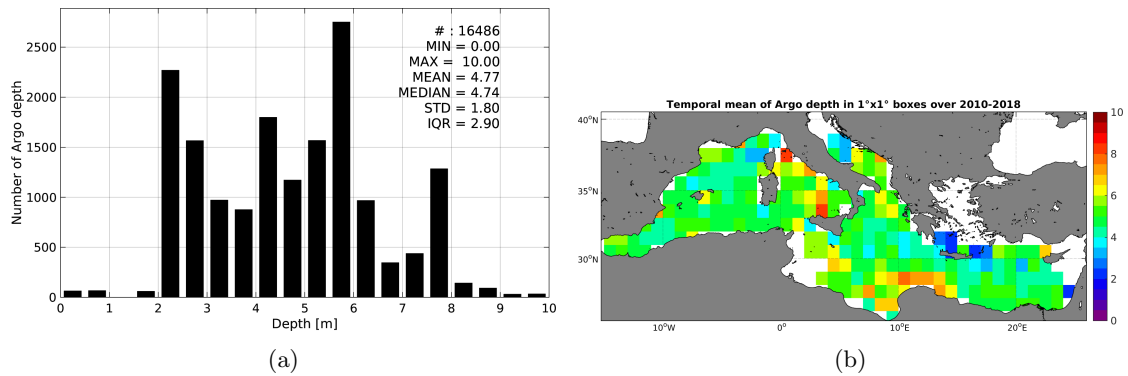 # : 16486
MIN = 0.00
MAX = 10.00
MEAN = 4.77
MEDIAN = 4.74
STD = 1.80
IQR = 2.90
2500
2000
1500
1000
500
0
Number of Argo depth
0 1 2 3 4 5 6 7 8 9 10
Depth [m]
(a)
Temporal mean of Argo depth in 1°x1° boxes over 2010-2018
40°N
35°N
30°N
10°W 0° 10°E 20°E
10
8
6
4
2
0
(b)